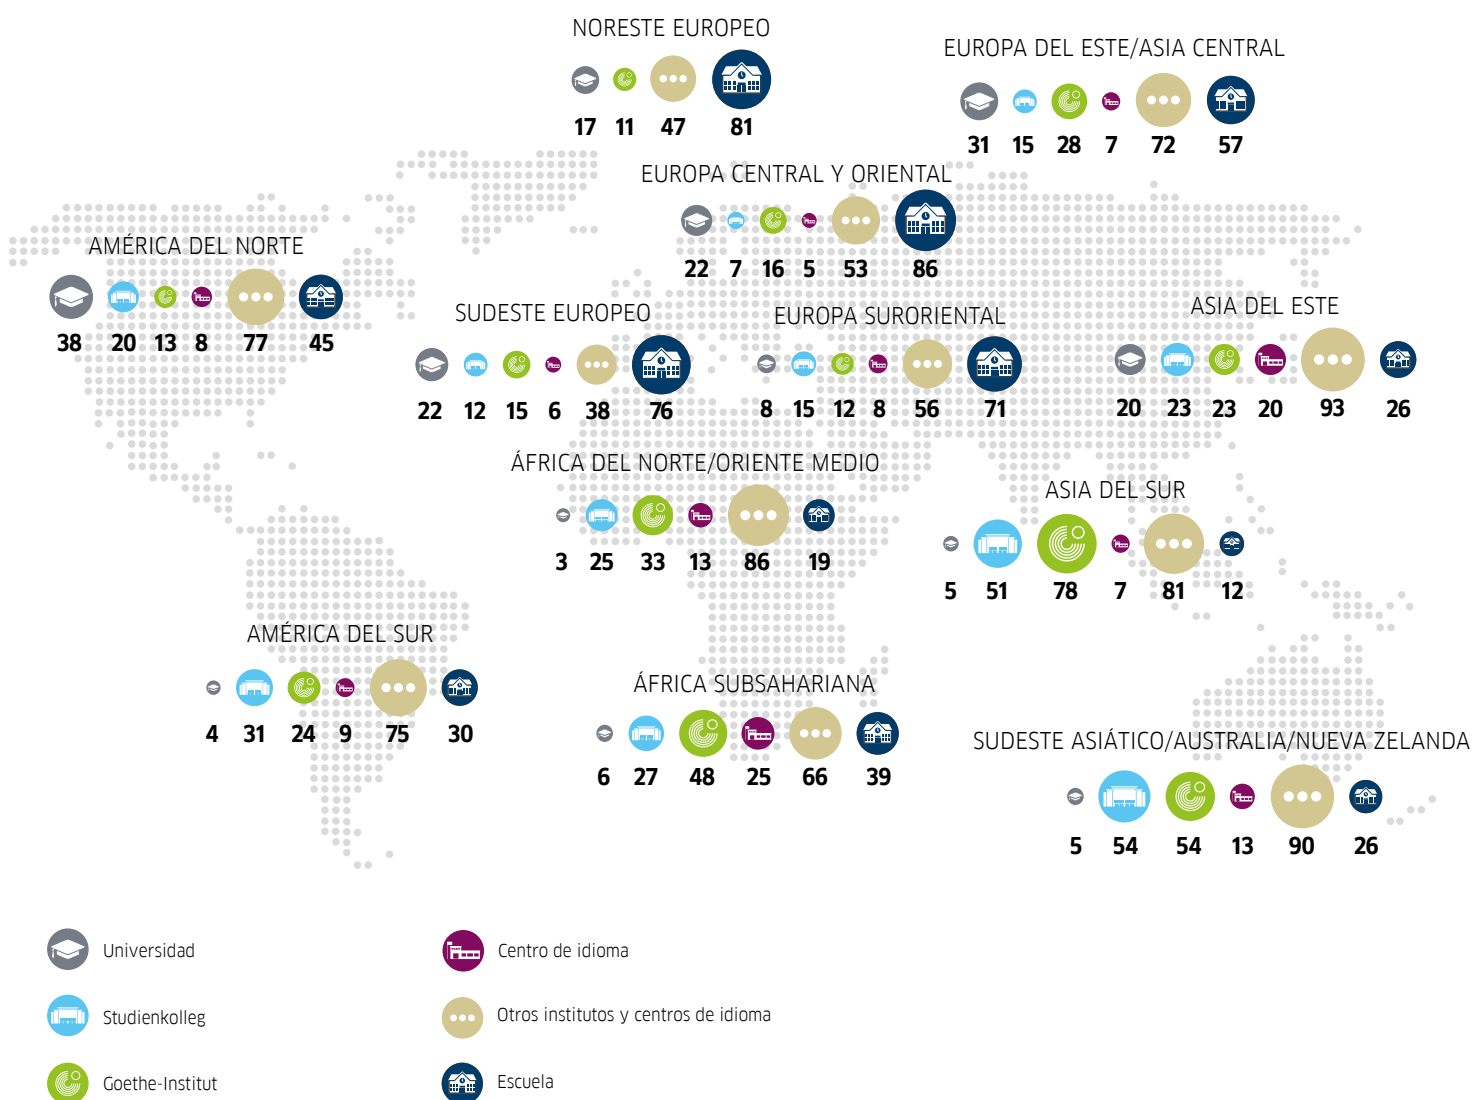 NORESTE EUROPEO
17 11 47 81
EUROPA DEL ESTE/ASIA CENTRAL
31 15 28 7 72 57
EUROPA CENTRAL Y ORIENTAL
22 7 16 5 53 86
AMÉRICA DEL NORTE
38 20 13 8 77 45
SUDESTE EUROPEO
22 12 15 6 38 76
EUROPA SURORIENTAL
8 15 12 8 56 71
ASIA DEL ESTE
20 23 23 20 93 26
ÁFRICA DEL NORTE/ORIENTE MEDIO
3 25 33 13 86 19
ASIA DEL SUR
5 51 78 7 81 12
AMÉRICA DEL SUR
4 31 24 9 75 30
ÁFRICA SUBSAHARIANA
6 27 48 25 66 39
SUDESTE ASIÁTICO/AUSTRALIA/NUEVA ZELANDA
5 54 54 13 90 26
Universidad
Studienkolleg
Goethe-Institut
Centro de idioma
Otros institutos y centros de idioma
Escuela